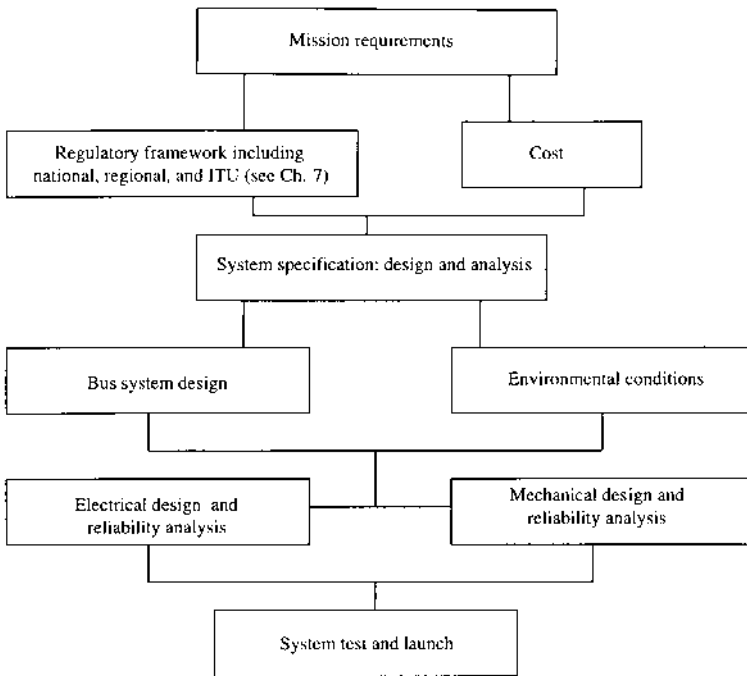 Mission requirements
Regulatory framework including
national, regional, and ITU (see Ch. 7)
Cost
System specification: design and analysis
Bus system design
Environmental conditions
Electrical design and
reliability analysis
Mechanical design and
reliability analysis
System test and launch